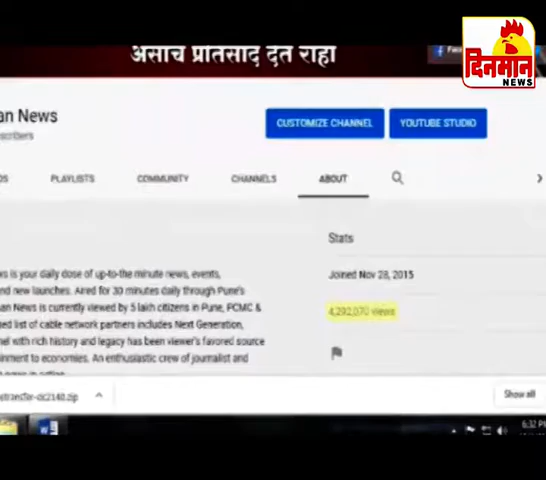 असाच प्रतिसाद देत राहा
दिनमान
NEWS
an News
scribers
CUSTOMIZE CHANNEL
YOUTUBE STUDIO
PLAYLISTS
COMMUNITY
CHANNELS
ABOUT
Stats
ws is your daily dose of up-to-the minute news, events,
Joined Nov 28, 2015
nd new launches. Aired for 30 minutes daily through Pune's
an News is currently viewed by 5 lakh citizens in Pune, PCMC &
4,292,070 views
ed list of cable network partners includes Next Generation,
nel with rich history and legacy has been viewer's favored source
inment to economies. An enthusiastic crew of journalist and
Show all
6:32 PM